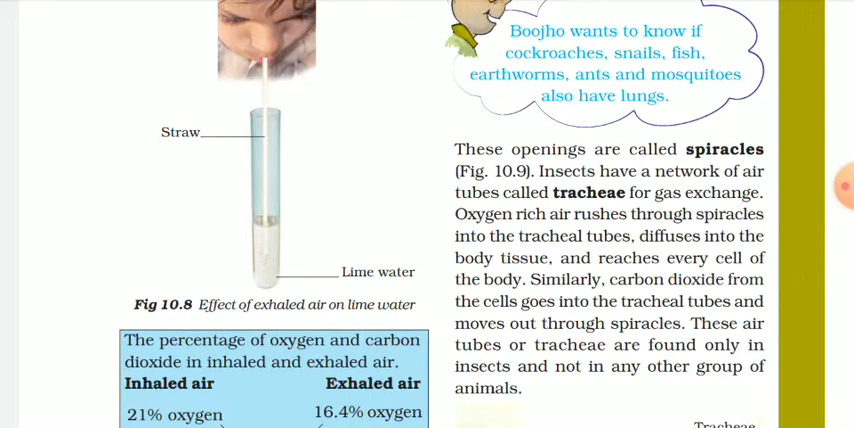 Straw
Lime water
Fig 10.8 Effect of exhaled air on lime water
The percentage of oxygen and carbon
dioxide in inhaled and exhaled air.
Inhaled air Exhaled air
21% oxygen 16.4% oxygen
Boojho wants to know if
cockroaches, snails, fish,
earthworms, ants and mosquitoes
also have lungs.
These openings are called spiracles
(Fig. 10.9). Insects have a network of air
tubes called tracheae for gas exchange.
Oxygen rich air rushes through spiracles
into the tracheal tubes, diffuses into the
body tissue, and reaches every cell of
the body. Similarly, carbon dioxide from
the cells goes into the tracheal tubes and
moves out through spiracles. These air
tubes or tracheae are found only in
insects and not in any other group of
animals.
Tracheae